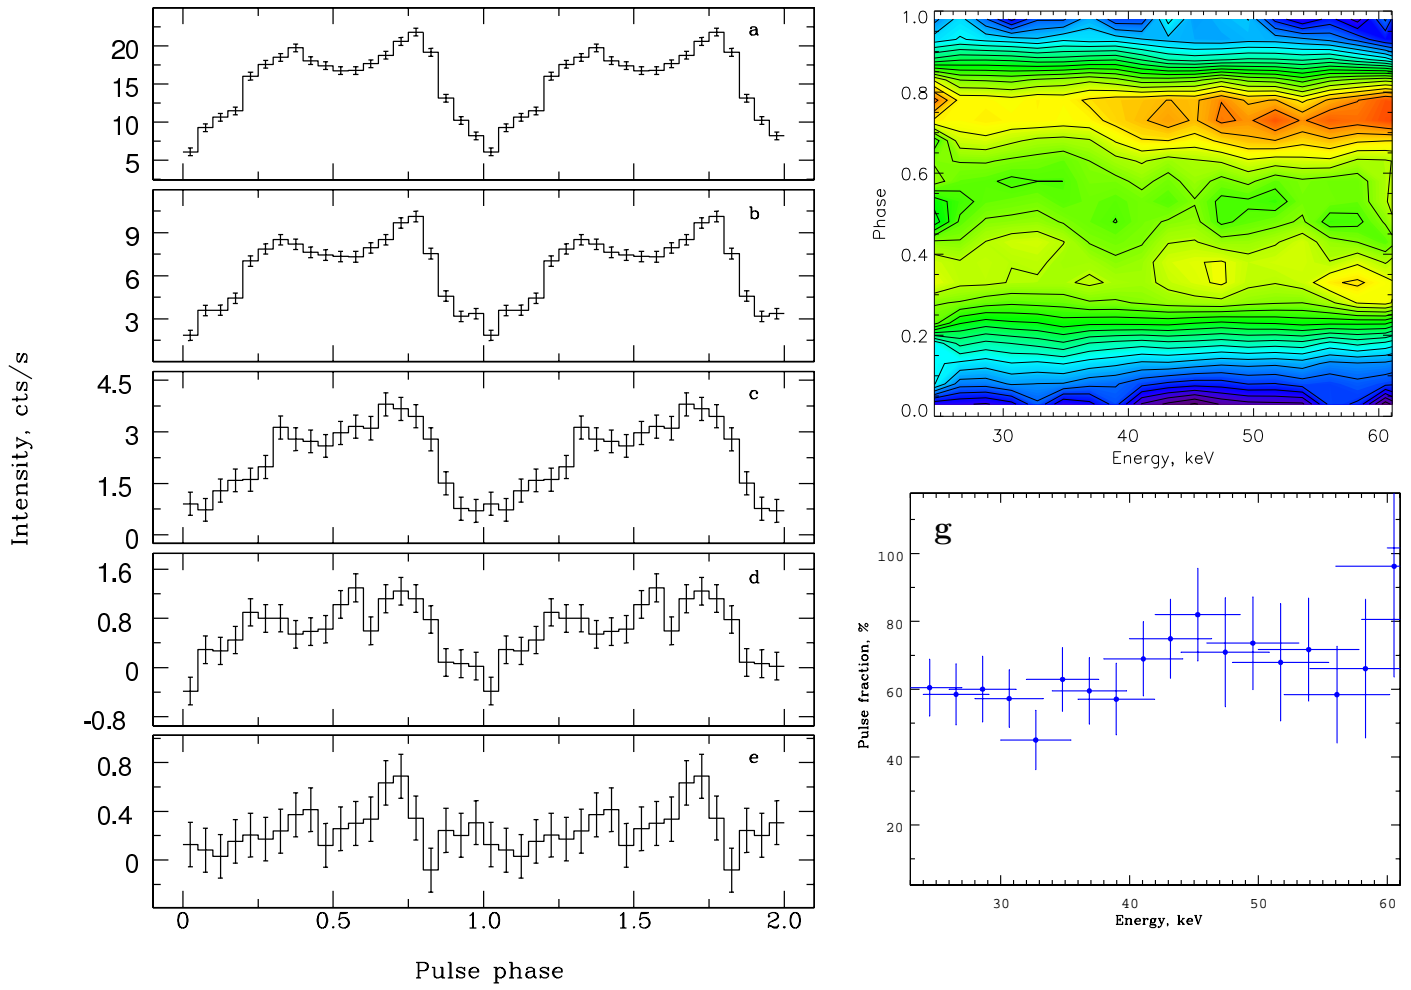 Intensity, cts/s
a
20
15
10
5
b
9
6
3
c
4.5
3
1.5
0
d
1.6
0.8
0
-0.8
e
0.8
0.4
0
0 0.5 1.0 1.5 2.0
Pulse phase
1.0
0.8
0.6
0.4
0.2
0.0
Phase
30 40 50 60
Energy, keV
g
100
80
60
40
20
Pulse fraction, %
30 40 50 60
Energy, keV